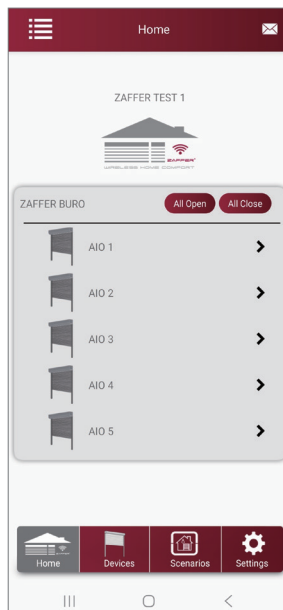 Home
ZAFFER TEST 1
ZAFFER
WIRELESS HOME COMFORT
ZAFFER BURO All Open All Close
AIO 1
AIO 2
AIO 3
AIO 4
AIO 5
Home Devices Scenarios Settings